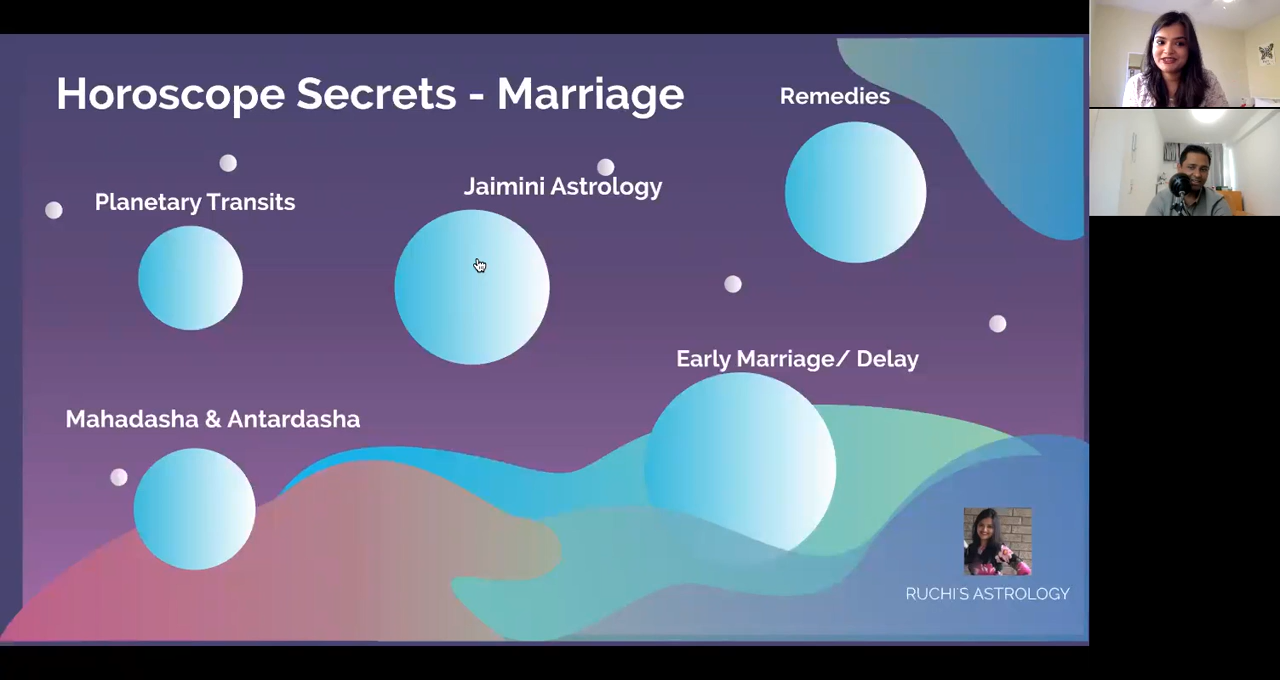 Horoscope Secrets - Marriage
Remedies
Jaimini Astrology
Planetary Transits
Early Marriage/ Delay
Mahadasha & Antardasha
RUCHI'S ASTROLOGY